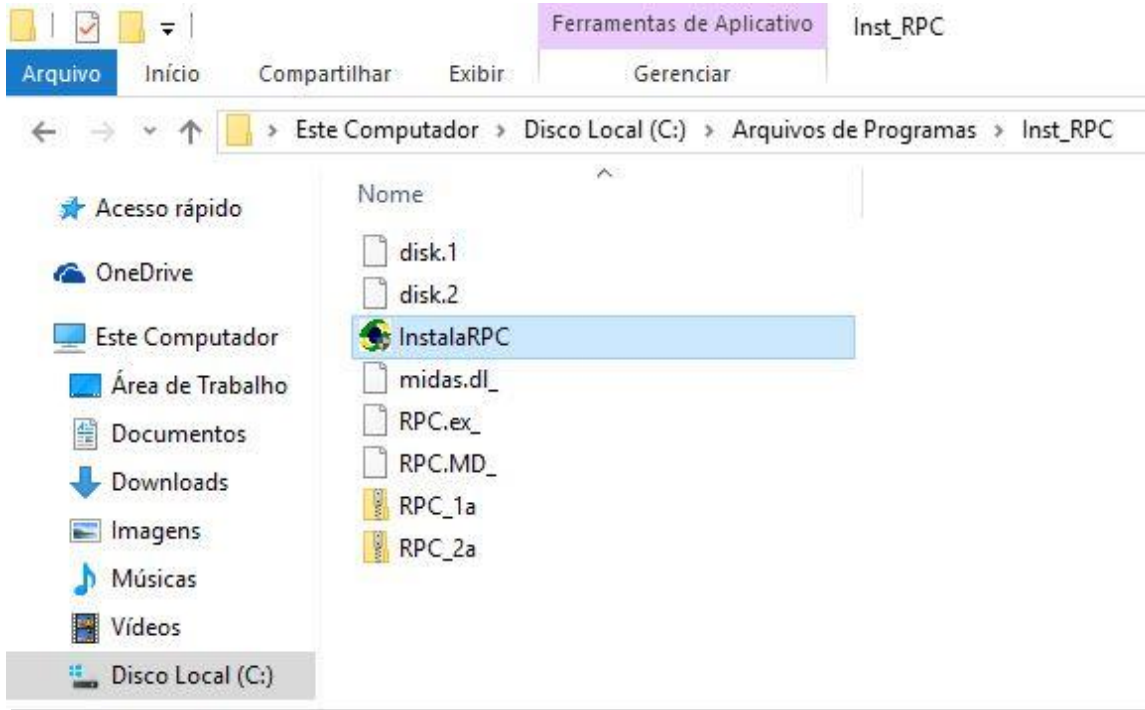 Ferramentas de Aplicativo
Inst_RPC
Arquivo Início Compartilhar Exibir Gerenciar
Este Computador > Disco Local (C:) > Arquivos de Programas > Inst_RPC
Acesso rápido
OneDrive
Este Computador
Área de Trabalho
Documentos
Downloads
Imagens
Músicas
Vídeos
Disco Local (C:)
Nome
disk.1
disk.2
InstalaRPC
midas.dl_
RPC.ex_
RPC.MD_
RPC_1a
RPC_2a